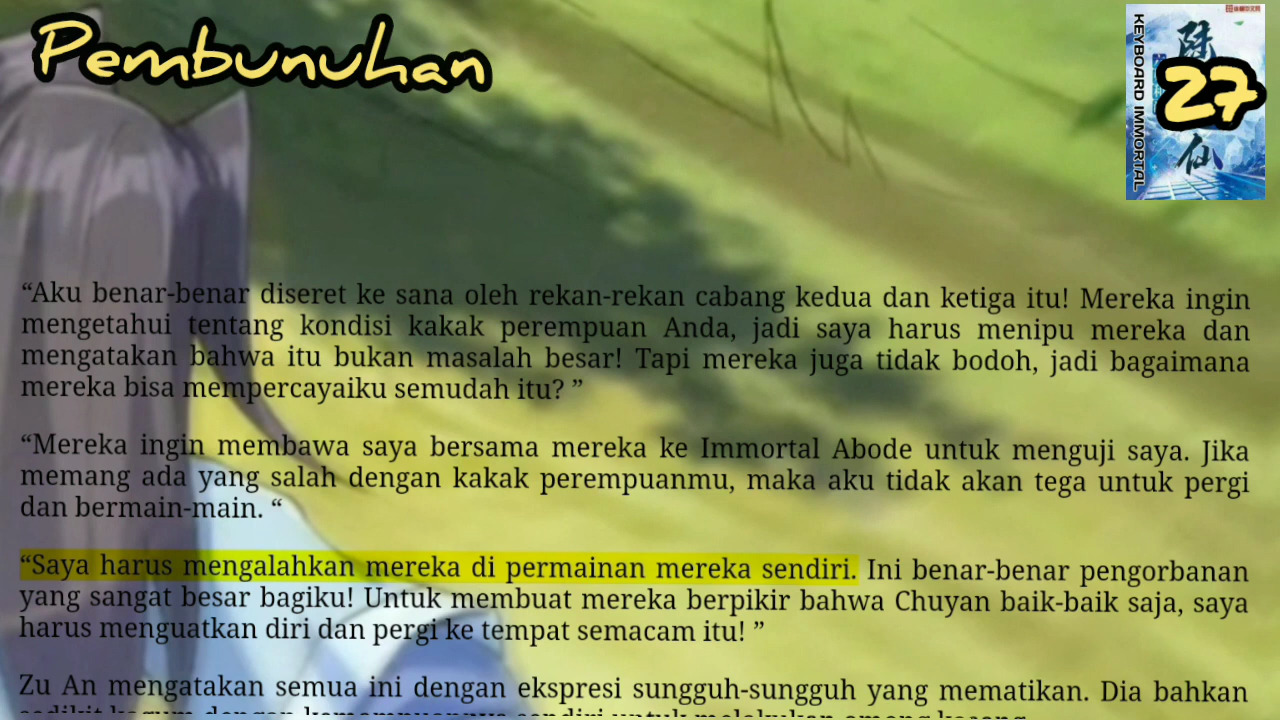 Pembunuhan
KEYBOARD IMMORTAL
陆
仙
27
“Aku benar-benar diseret ke sana oleh rekan-rekan cabang kedua dan ketiga itu! Mereka ingin
mengetahui tentang kondisi kakak perempuan Anda, jadi saya harus menipu mereka dan
mengatakan bahwa itu bukan masalah besar! Tapi mereka juga tidak bodoh, jadi bagaimana
mereka bisa mempercayaiku semudah itu? ”
“Mereka ingin membawa saya bersama mereka ke Immortal Abode untuk menguji saya. Jika
memang ada yang salah dengan kakak perempuanmu, maka aku tidak akan tega untuk pergi
dan bermain-main. “
“Saya harus mengalahkan mereka di permainan mereka sendiri. Ini benar-benar pengorbanan
yang sangat besar bagiku! Untuk membuat mereka berpikir bahwa Chuyan baik-baik saja, saya
harus menguatkan diri dan pergi ke tempat semacam itu! ”
Zu An mengatakan semua ini dengan ekspresi sungguh-sungguh yang mematikan. Dia bahkan